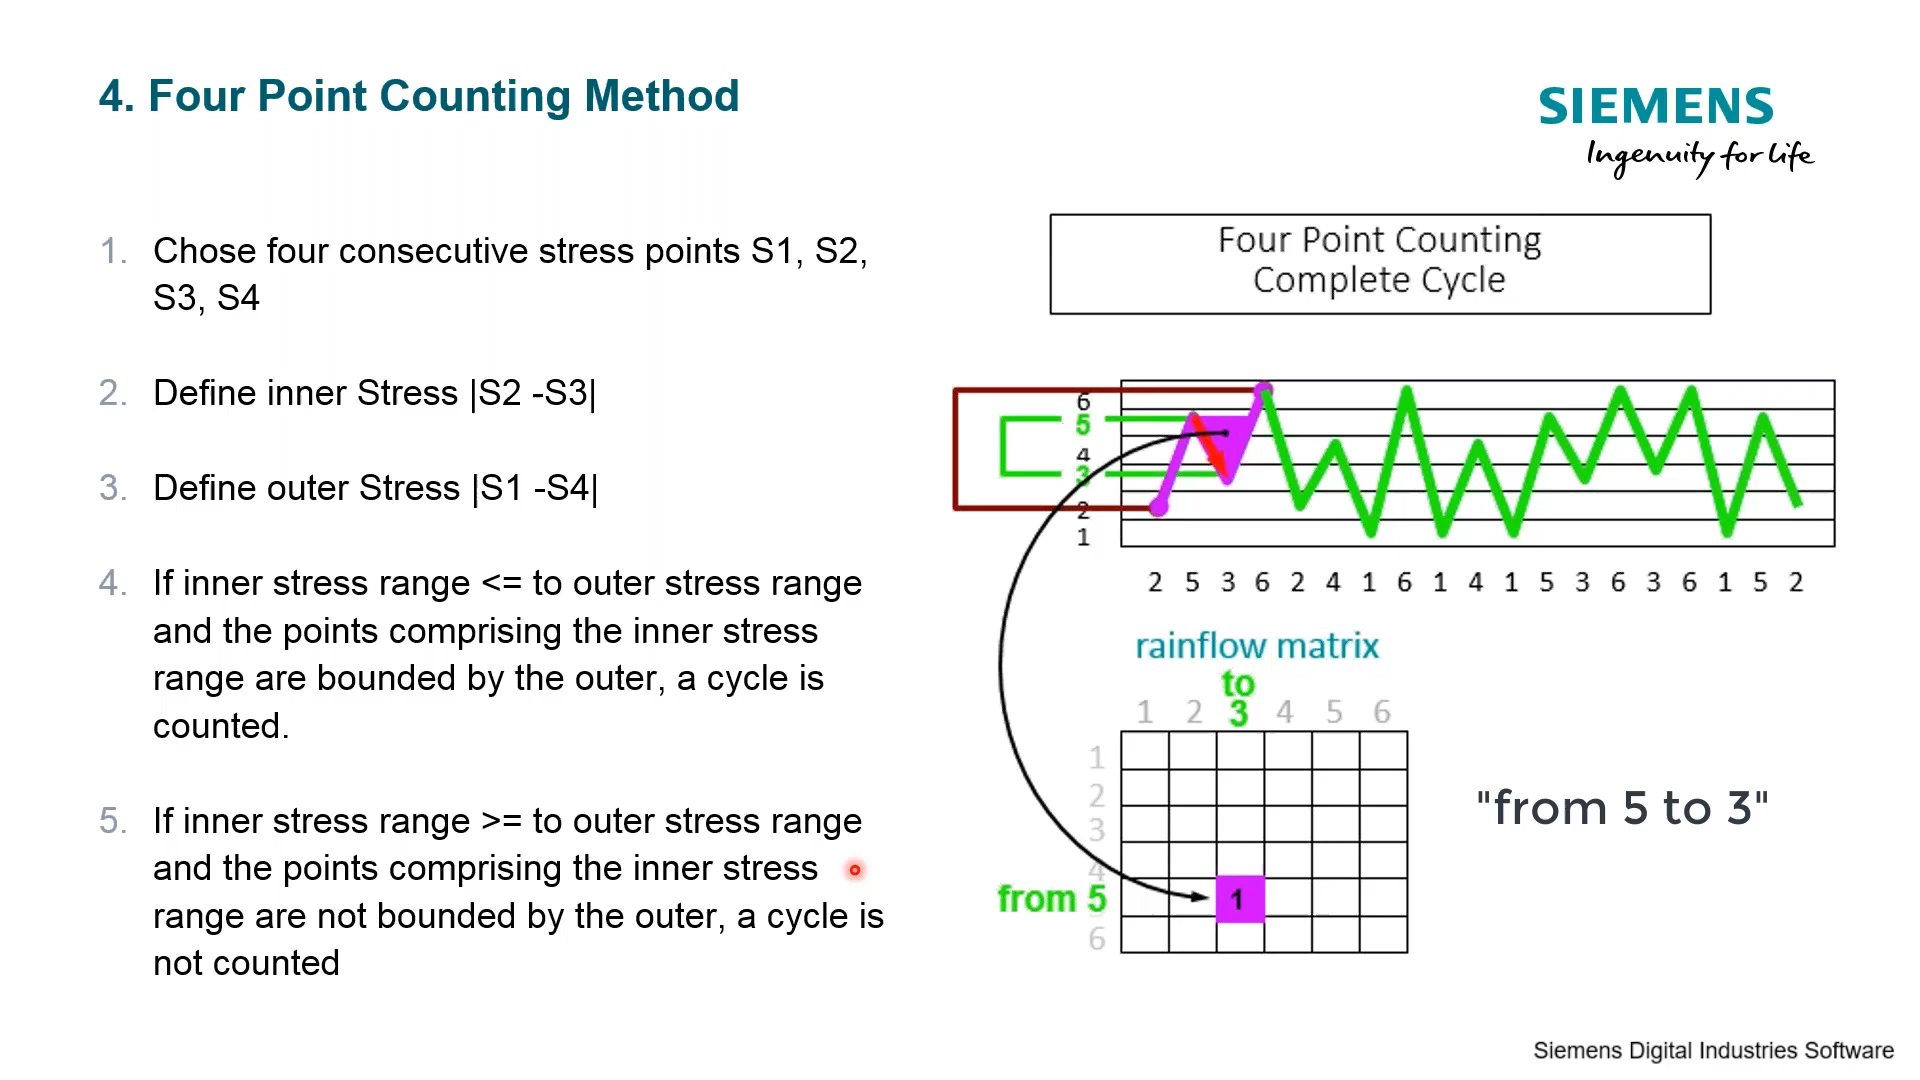 4. Four Point Counting Method
SIEMENS
Ingenuity for life
1. Chose four consecutive stress points S1, S2,
S3, S4
2. Define inner Stress |S2 -S3|
3. Define outer Stress |S1 -S4|
4. If inner stress range <= to outer stress range
and the points comprising the inner stress
range are bounded by the outer, a cycle is
counted.
5. If inner stress range >= to outer stress range
and the points comprising the inner stress
range are not bounded by the outer, a cycle is
not counted
Four Point Counting
Complete Cycle
6
5
4
3
2
1
2 5 3 6 2 4 1 6 1 4 1 5 3 6 3 6 1 5 2
rainflow matrix
to
1 2 3 4 5 6
1
2
3
4
from 5 1
6
"from 5 to 3"
Siemens Digital Industries Software